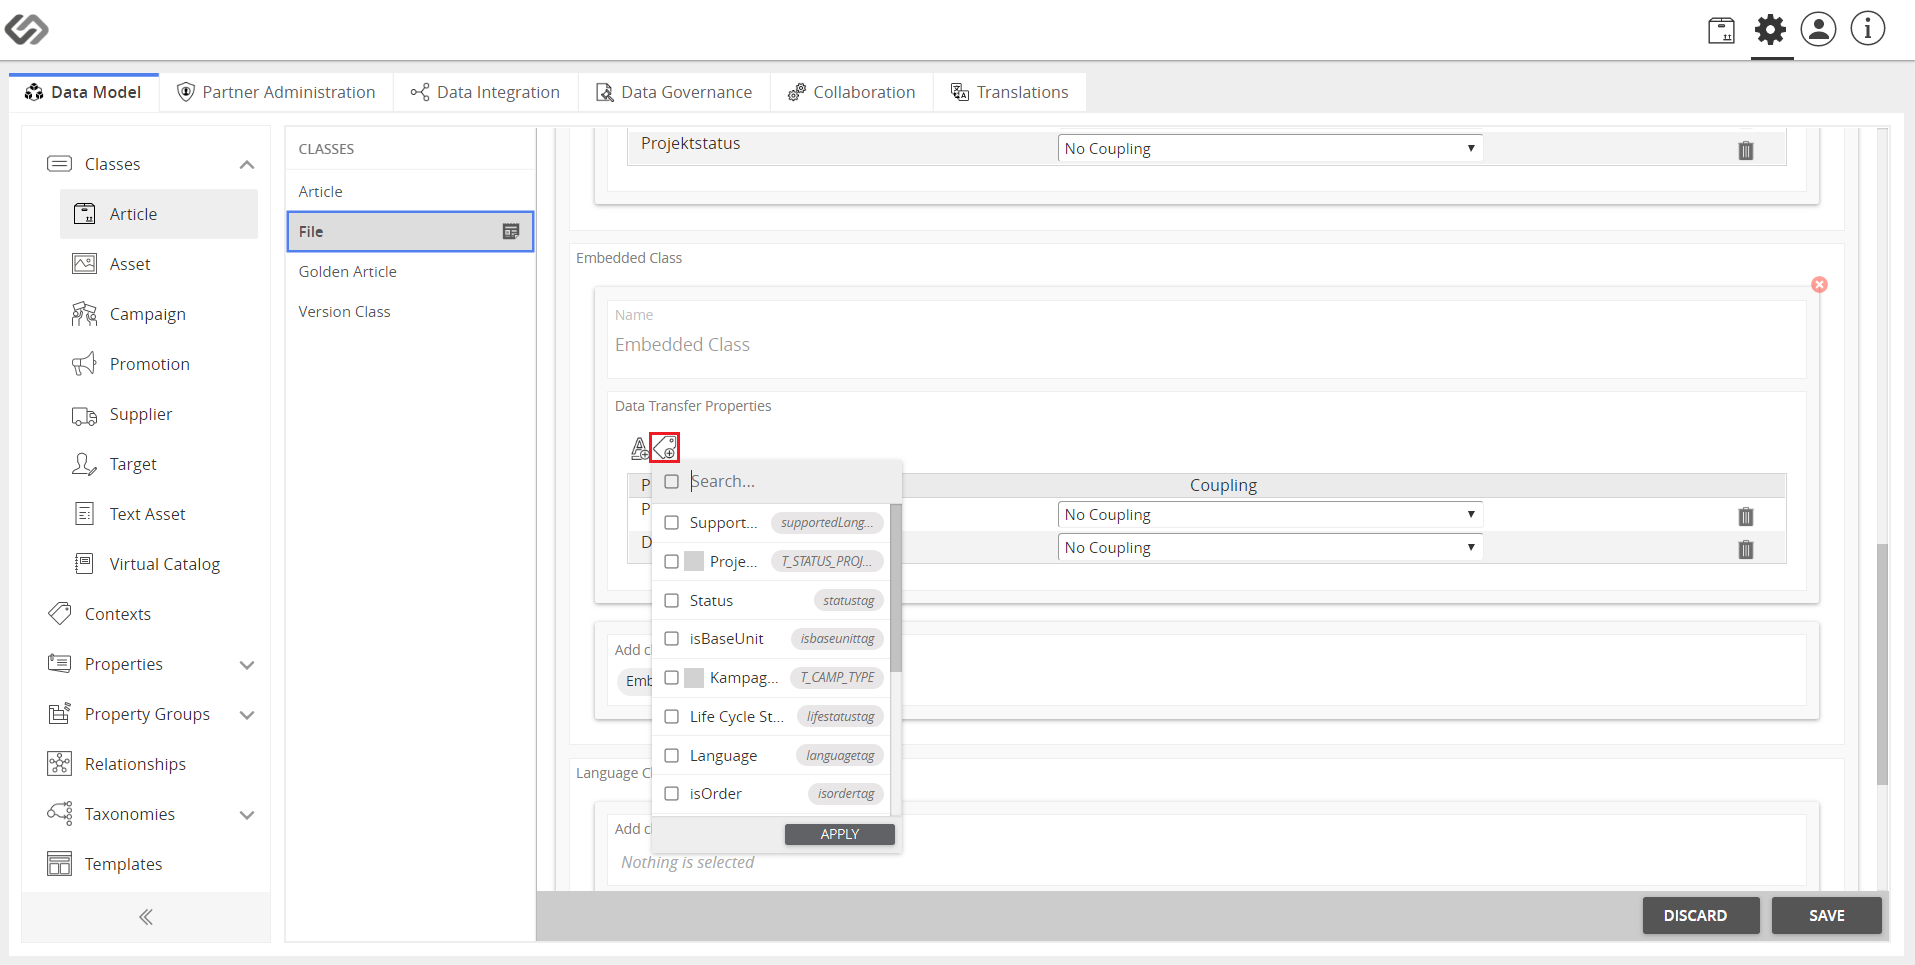 Data Model
Partner Administration
Data Integration
Data Governance
Collaboration
Translations
Classes
Article
Asset
Campaign
Promotion
Supplier
Target
Text Asset
Virtual Catalog
Contexts
Properties
Property Groups
Relationships
Taxonomies
Templates
CLASSES
Article
File
Golden Article
Version Class
Projektstatus
No Coupling
Embedded Class
Name
Embedded Class
Data Transfer Properties
P
Coupling
P
No Coupling
D
No Coupling
Search...
Support... supportedLang...
Proje... T_STATUS_PROJ...
Status statustag
isBaseUnit isbaseunittag
Kampag... T_CAMP_TYPE
Life Cycle St... lifestatustag
Language languagetag
isOrder isordertag
APPLY
Add c
Emb
Language C
Add c
Nothing is selected
DISCARD
SAVE